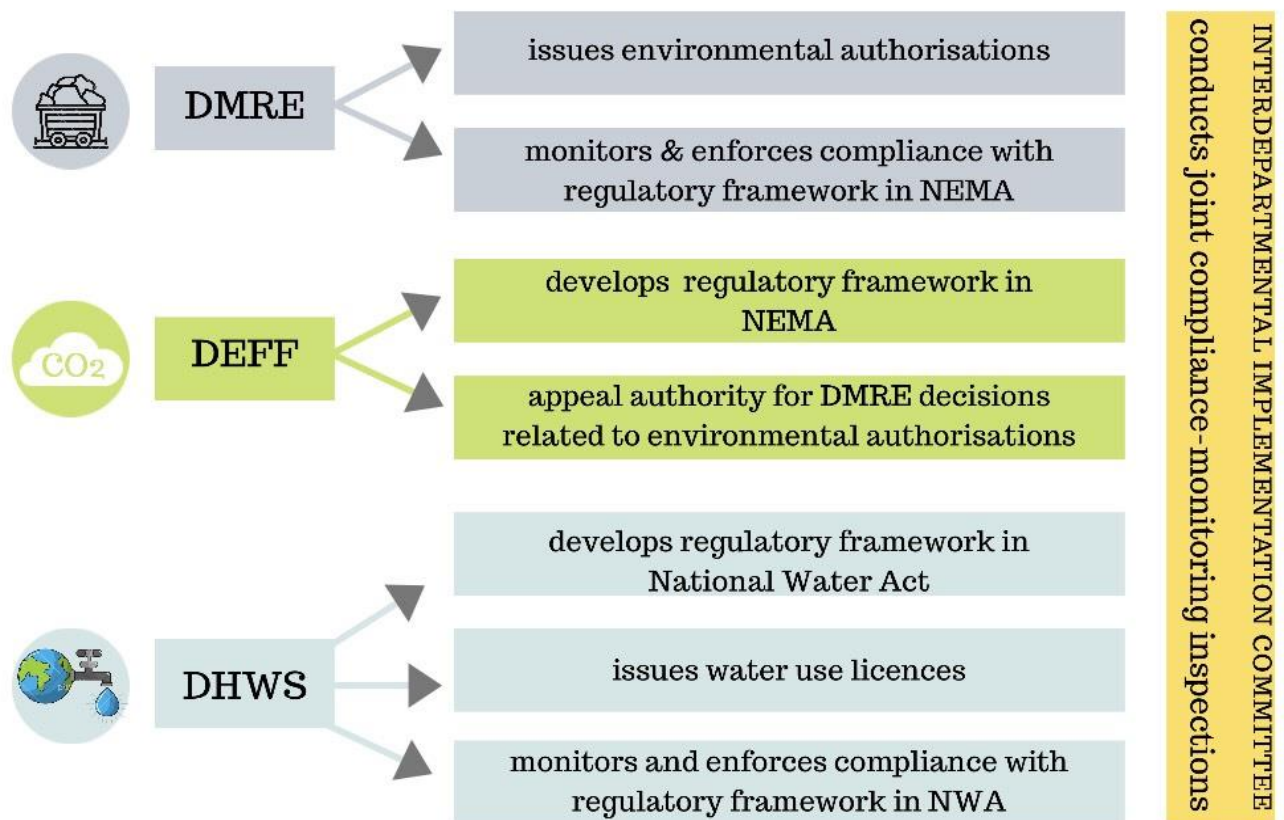 DMRE
issues environmental authorisations
monitors & enforces compliance with
regulatory framework in NEMA
CO2
DEFF
develops regulatory framework in
NEMA
appeal authority for DMRE decisions
related to environmental authorisations
DHWS
develops regulatory framework in
National Water Act
issues water use licences
monitors and enforces compliance with
regulatory framework in NWA
INTERDEPARTMENTAL IMPLEMENTATION COMMITTEE
conducts joint compliance-monitoring inspections